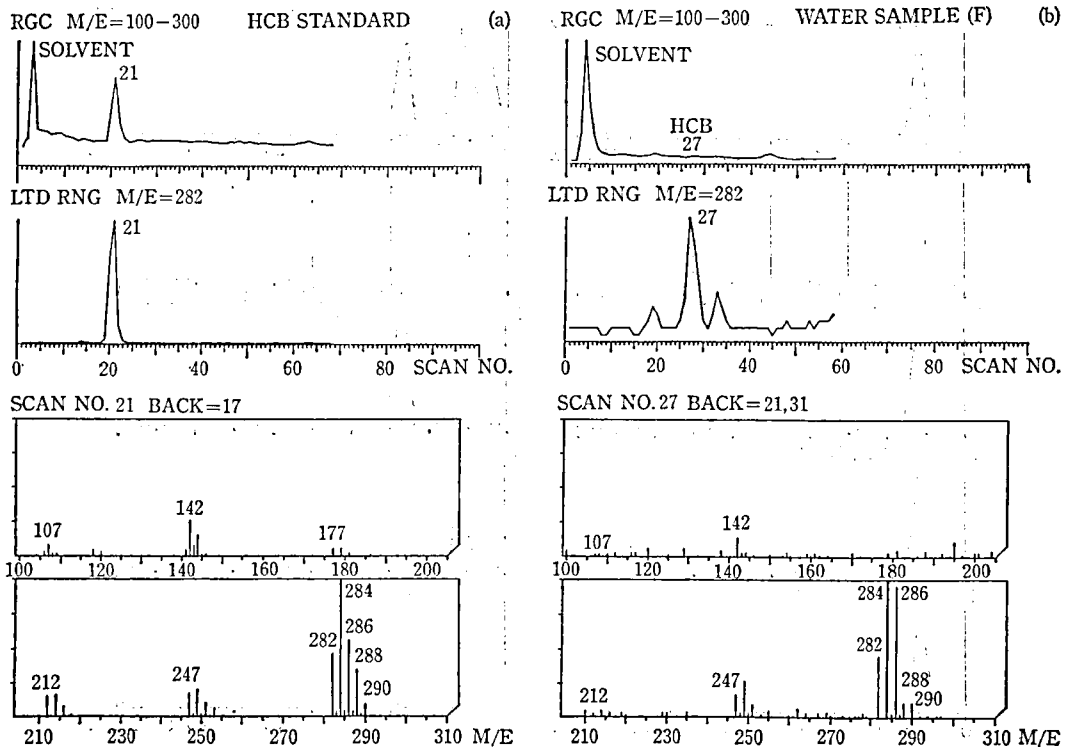 RGC M/E=100−300 HCB STANDARD (a)
SOLVENT
21
LTD RNG M/E=282
21
0 20 40 60 80 SCAN NO.
SCAN NO. 21 BACK=17
107 142 177
100 120 140 160 180 200
284
282 286
288
212 247 290
210 230 250 270 290 310 M/E
RGC M/E=100−300 WATER SAMPLE (F) (b)
SOLVENT
HCB
27
LTD RNG M/E=282
27
0 20 40 60 80 SCAN NO.
SCAN NO.27 BACK=21,31
107 142
100 120 140 160 180 200
284 286
282
288
212 247 290
210 230 250 270 290 310 M/E